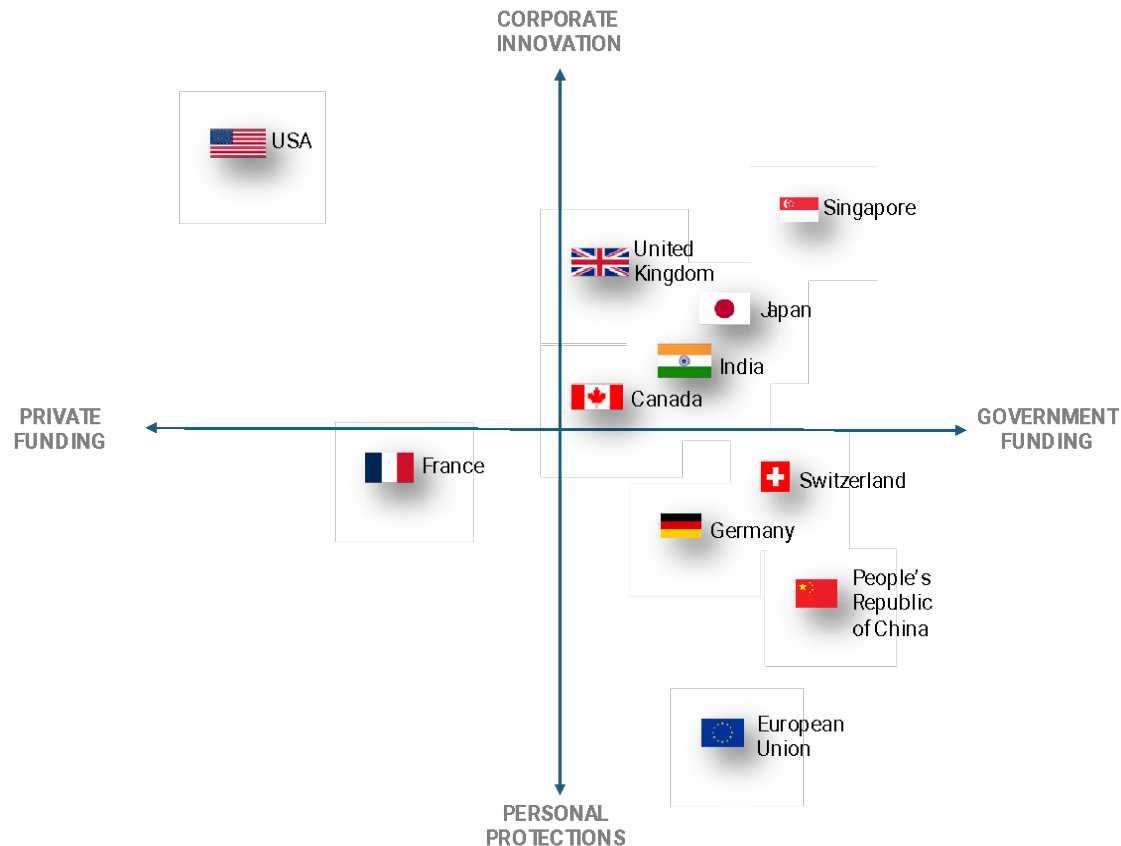 CORPORATE
INNOVATION
USA
Singapore
United
Kingdom
Japan
India
Canada
PRIVATE
FUNDING
GOVERNMENT
FUNDING
France
Switzerland
Germany
People's
Republic
of China
European
Union
PERSONAL
PROTECTIONS